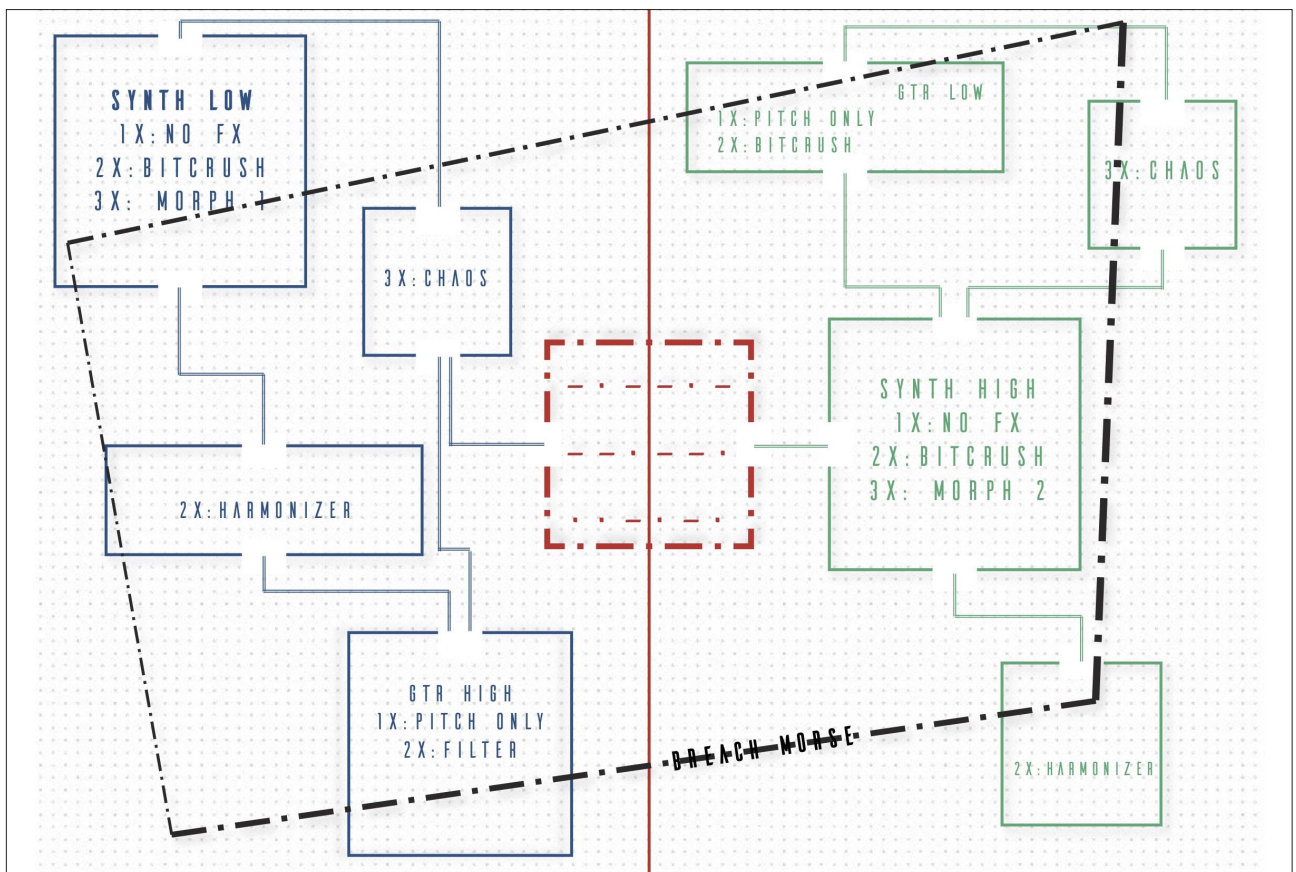 SYNTH LOW
1X:NO FX
2X:BITCRUSH
3X: MORPH 1
3X:CHAOS
2X:HARMONIZER
GTR HIGH
1X:PITCH ONLY
2X:FILTER
GTR LOW
1X:PITCH ONLY
2X:BITCRUSH
3X:CHAOS
SYNTH HIGH
1X:NO FX
2X:BITCRUSH
3X: MORPH 2
2X:HARMONIZER
BREACH MORSE